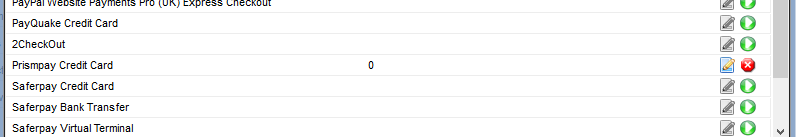 PayPal Website Payments Pro (UK) Express Checkout
PayQuake Credit Card
2CheckOut
Prismpay Credit Card 0
Saferpay Credit Card
Saferpay Bank Transfer
Saferpay Virtual Terminal